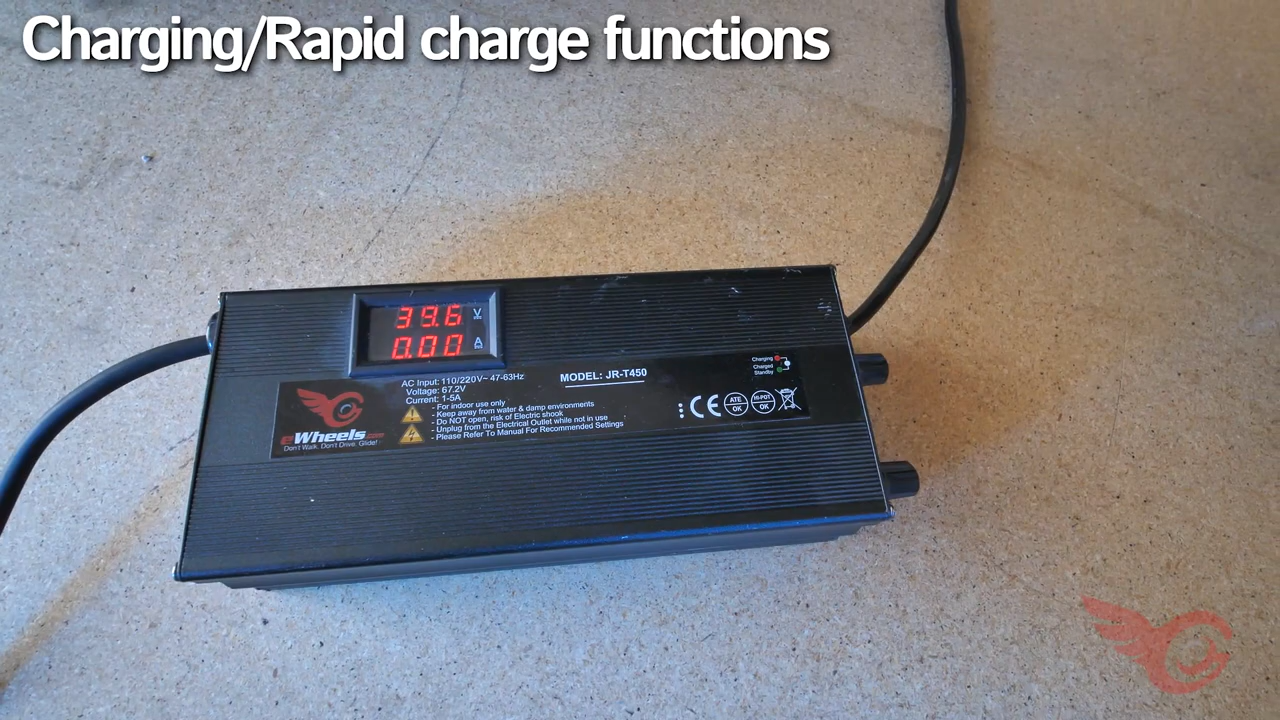 Charging/Rapid charge functions
39.6 V
0.00 A
AC Input: 110/220V~ 47-63Hz
Voltage: 67.2V
Current: 1-5A
MODEL: JR-T450
Charging
Charged
Standby
- For indoor use only
- Keep away from water & damp environments
- Do NOT open, risk of Electric shock
- Unplug from the Electrical Outlet while not in use
- Please Refer To Manual For Recommended Settings
eWheels.com
Don't Walk. Don't Drive. Glide!
CE
ATE
OK
HI-POT
OK